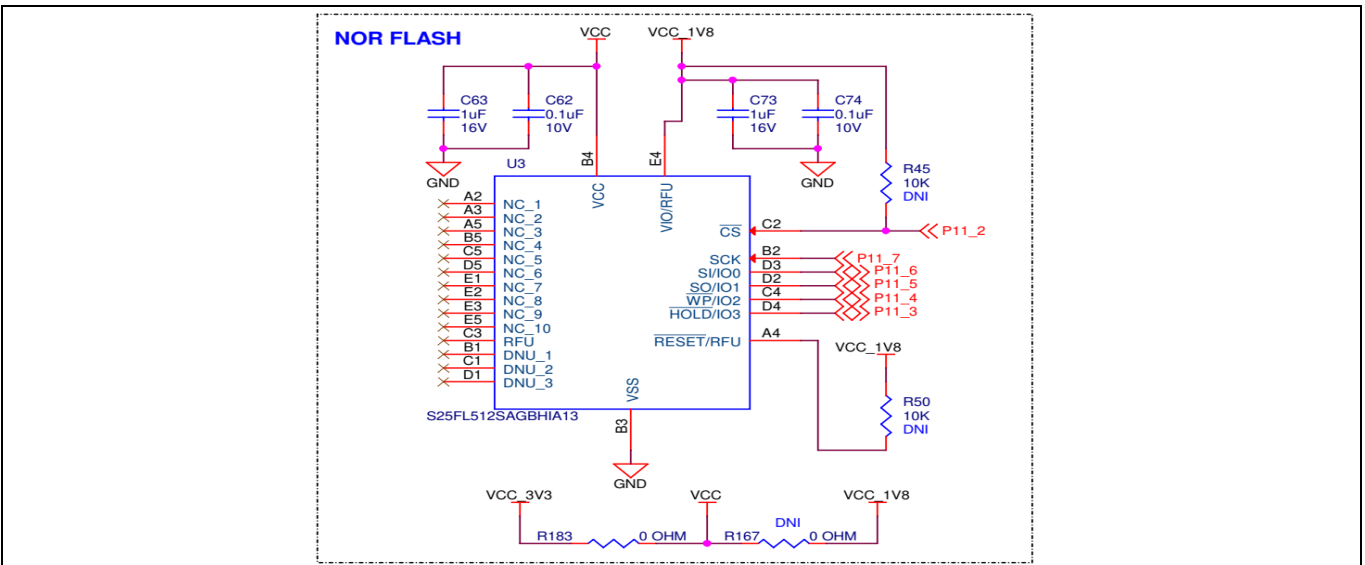 NOR FLASH
VCC
VCC_1V8
C63
1uF
16V
C62
0.1uF
10V
C73
1uF
16V
C74
0.1uF
10V
GND
U3
B4
E4
GND
R45
10K
DNI
VCC
VIO/RFU
A2 NC_1
A3 NC_2
A5 NC_3
B5 NC_4
C5 NC_5
D5 NC_6
E1 NC_7
E2 NC_8
E3 NC_9
E5 NC_10
C3 RFU
B1 DNU_1
C1 DNU_2
D1 DNU_3
CS C2 P11_2
SCK B2 P11_7
SI/IO0 D3 P11_6
SO/IO1 D2 P11_5
WP/IO2 C4 P11_4
HOLD/IO3 D4 P11_3
RESET/RFU A4
VCC_1V8
VSS
R50
10K
DNI
S25FL512SAGBHIA13
B3
GND
VCC_3V3
VCC
VCC_1V8
DNI
R183 0 OHM
R167 0 OHM